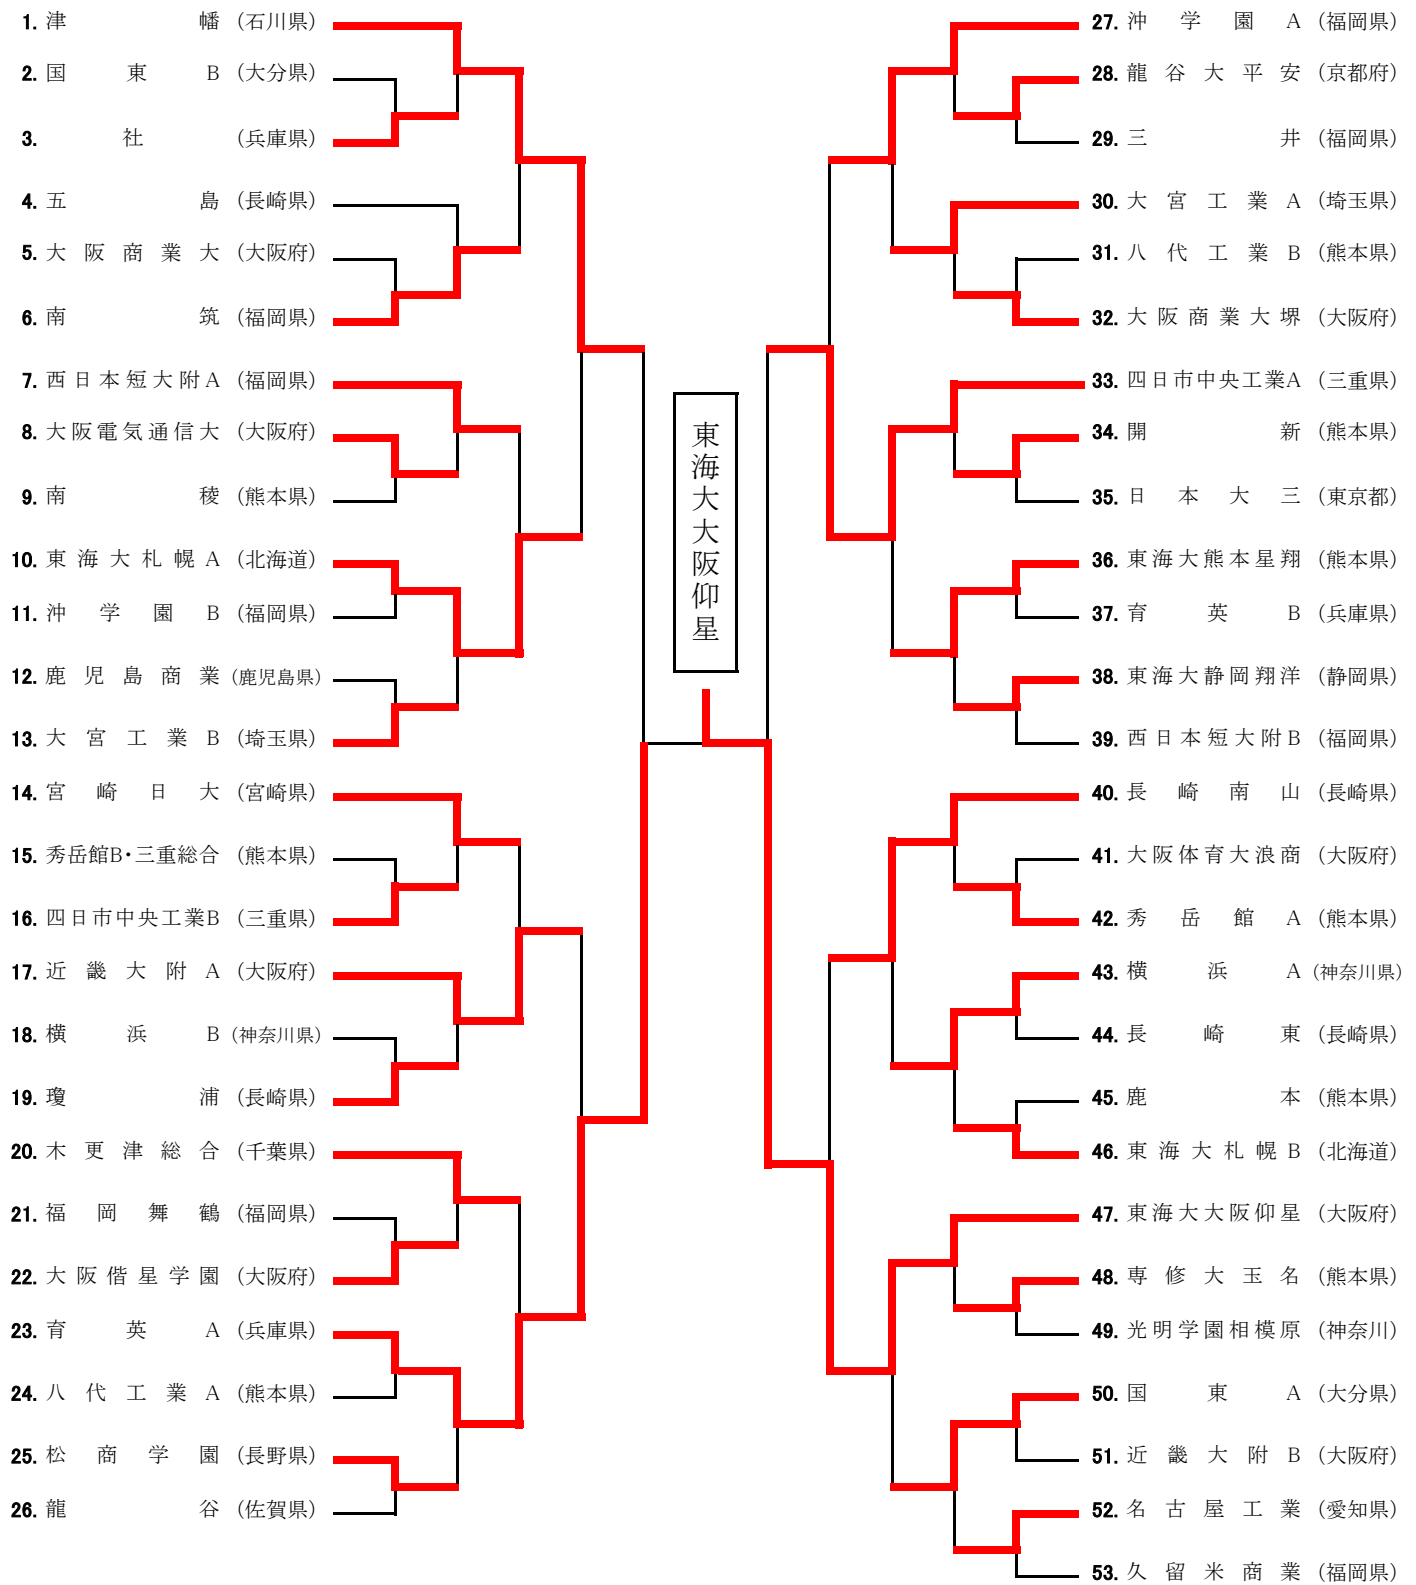 1. 津幡 (石川県)
2. 国東B (大分県)
3. 社 (兵庫県)
4. 五島 (長崎県)
5. 大阪商業大 (大阪府)
6. 南筑 (福岡県)
7. 西日本短大附A (福岡県)
8. 大阪電気通信大 (大阪府)
9. 南稜 (熊本県)
10. 東海大札幌A (北海道)
11. 沖学園B (福岡県)
12. 鹿児島商業 (鹿児島県)
13. 大宮工業B (埼玉県)
14. 宮崎日大 (宮崎県)
15. 秀岳館B・三重総合 (熊本県)
16. 四日市中央工業B (三重県)
17. 近畿大附A (大阪府)
18. 横浜B (神奈川県)
19. 瓊浦 (長崎県)
20. 木更津総合 (千葉県)
21. 福岡舞鶴 (福岡県)
22. 大阪偕星学園 (大阪府)
23. 育英A (兵庫県)
24. 八代工業A (熊本県)
25. 松商学園 (長野県)
26. 龍谷 (佐賀県)
東海大大阪仰星
27. 沖学園A (福岡県)
28. 龍谷大平安 (京都府)
29. 三井 (福岡県)
30. 大宮工業A (埼玉県)
31. 八代工業B (熊本県)
32. 大阪商業大堺 (大阪府)
33. 四日市中央工業A (三重県)
34. 開新 (熊本県)
35. 日本大三 (東京都)
36. 東海大熊本星翔 (熊本県)
37. 育英B (兵庫県)
38. 東海大静岡翔洋 (静岡県)
39. 西日本短大附B (福岡県)
40. 長崎南山 (長崎県)
41. 大阪体育大浪商 (大阪府)
42. 秀岳館A (熊本県)
43. 横浜A (神奈川県)
44. 長崎東 (長崎県)
45. 鹿本 (熊本県)
46. 東海大札幌B (北海道)
47. 東海大大阪仰星 (大阪府)
48. 専修大玉名 (熊本県)
49. 光明学園相模原 (神奈川)
50. 国東A (大分県)
51. 近畿大附B (大阪府)
52. 名古屋工業 (愛知県)
53. 久留米商業 (福岡県)